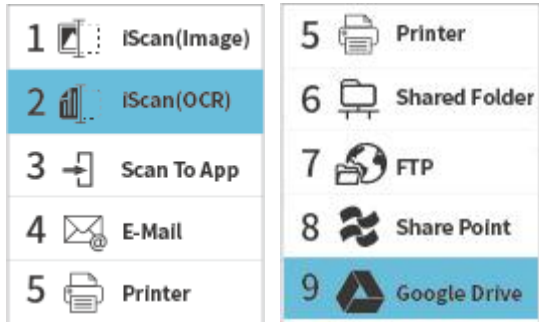 1 iScan(Image)
2 iScan(OCR)
3 Scan To App
4 E-Mail
5 Printer
5 Printer
6 Shared Folder
7 FTP
8 Share Point
9 Google Drive